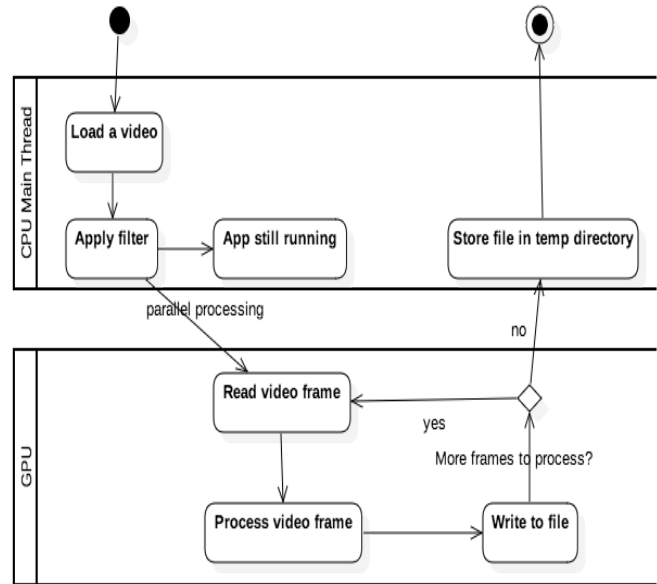 CPU Main Thread
Load a video
Apply filter
App still running
Store file in temp directory
parallel processing
no
GPU
Read video frame
yes
More frames to process?
Process video frame
Write to file